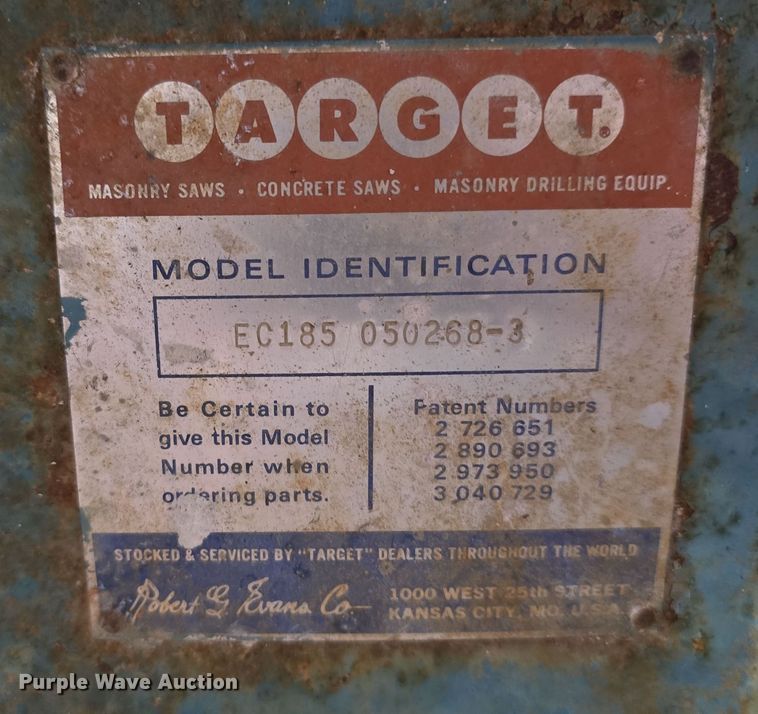 TARGET®
MASONRY SAWS · CONCRETE SAWS · MASONRY DRILLING EQUIP.
MODEL IDENTIFICATION
EC185 050268-3
Be Certain to
give this Model
Number when
ordering parts.
Patent Numbers
2 726 651
2 890 693
2 973 950
3 040 729
STOCKED & SERVICED BY "TARGET" DEALERS THROUGHOUT THE WORLD
Robert G Evans Co
1000 WEST 25th STREET
KANSAS CITY, MO. U.S.A.
Purple Wave Auction